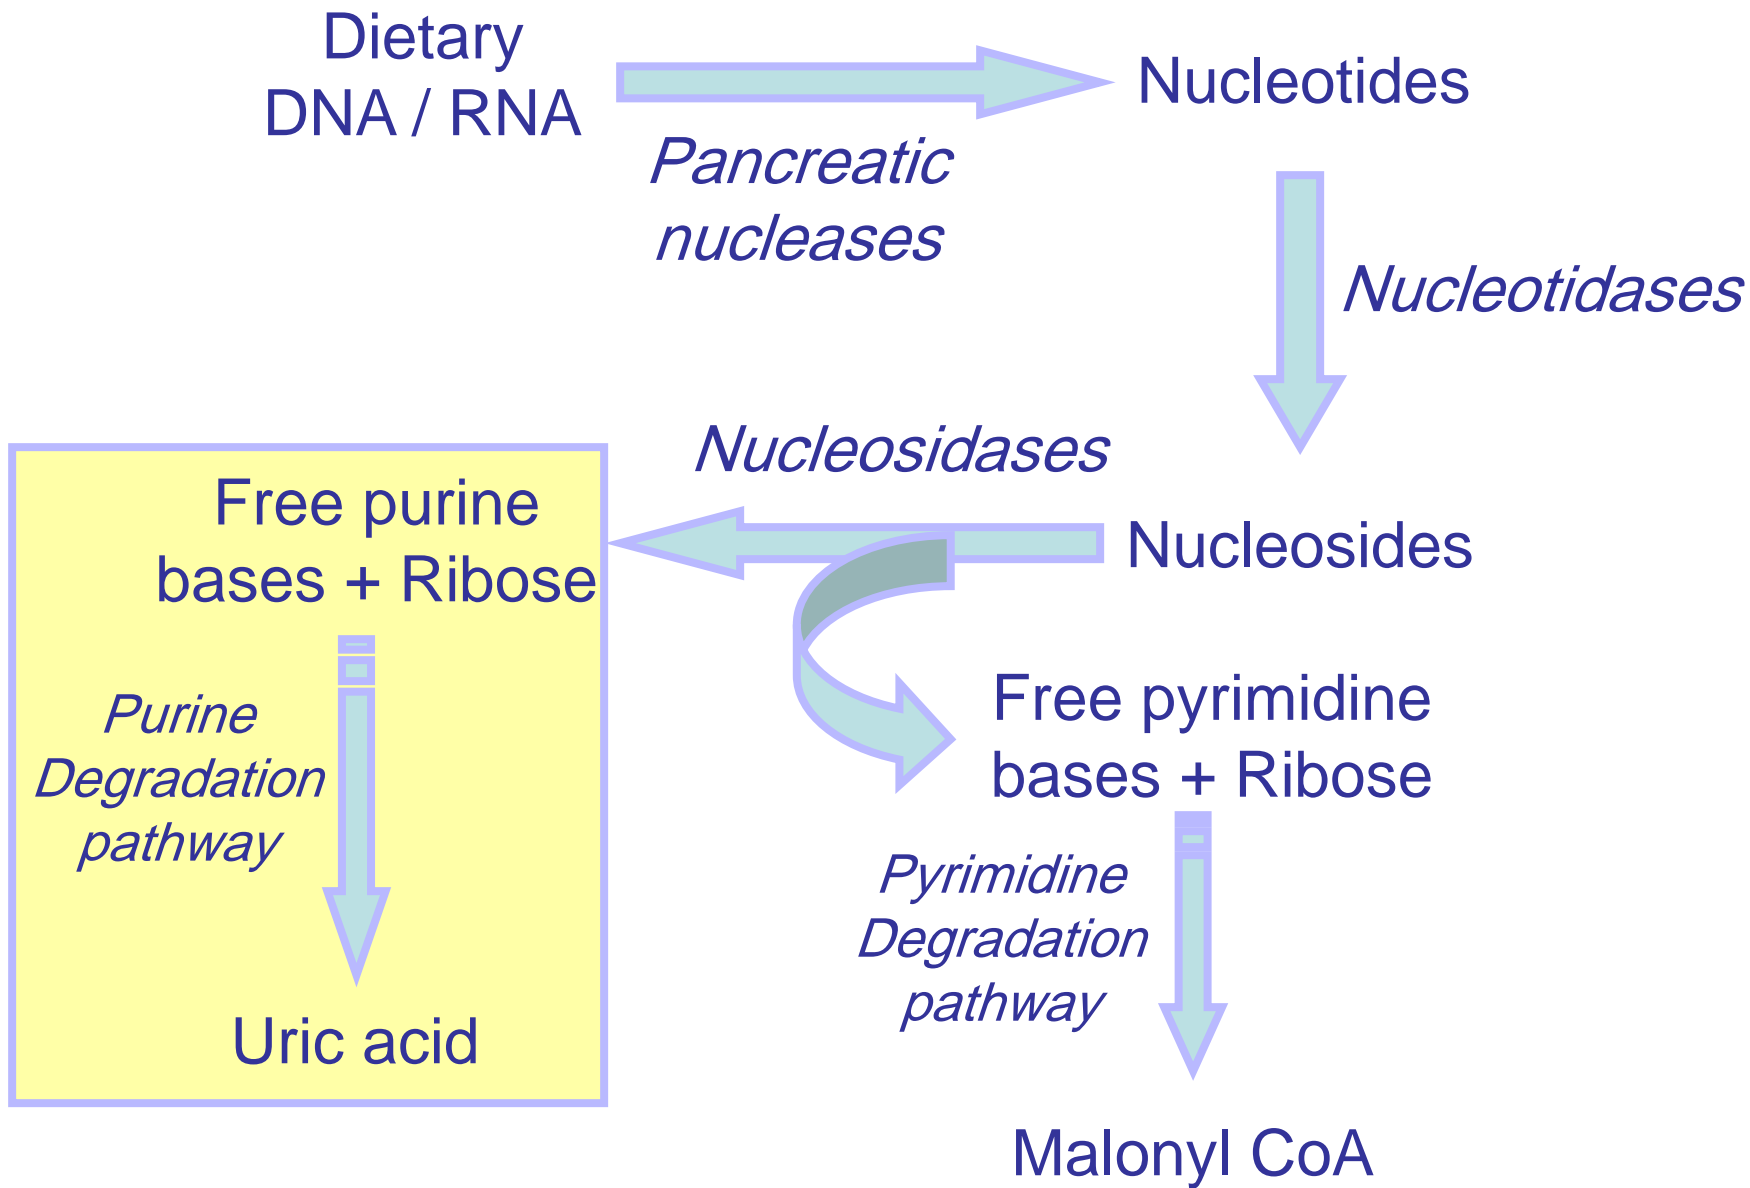 Dietary
DNA / RNA
Pancreatic
nucleases
Nucleotides
Nucleotidases
Nucleosides
Nucleosidases
Free purine
bases + Ribose
Purine
Degradation
pathway
Uric acid
Free pyrimidine
bases + Ribose
Pyrimidine
Degradation
pathway
Malonyl CoA